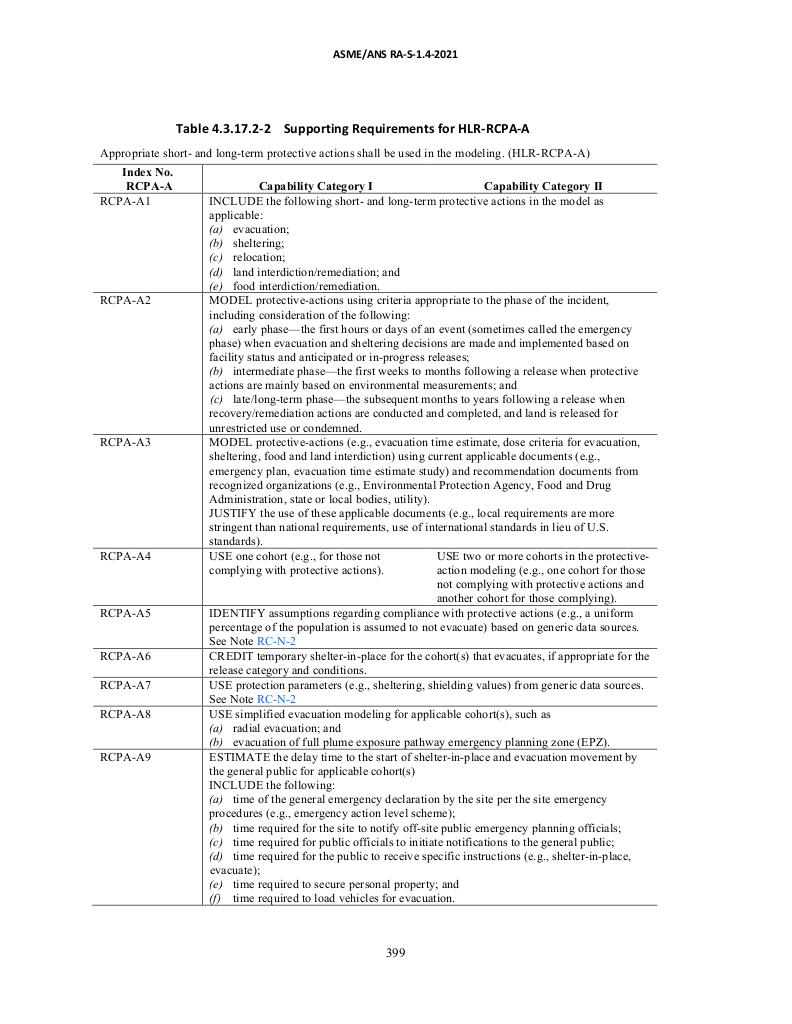 ASME/ANS RA-S-1.4-2021
Table 4.3.17.2-2 Supporting Requirements for HLR-RCPA-A
Appropriate short- and long-term protective actions shall be used in the modeling. (HLR-RCPA-A)
Index No.
RCPA-A Capability Category I Capability Category II
RCPA-A1 INCLUDE the following short- and long-term protective actions in the model as
applicable:
(a) evacuation;
(b) sheltering;
(c) relocation;
(d) land interdiction/remediation; and
(e) food interdiction/remediation.
RCPA-A2 MODEL protective-actions using criteria appropriate to the phase of the incident,
including consideration of the following:
(a) early phase—the first hours or days of an event (sometimes called the emergency
phase) when evacuation and sheltering decisions are made and implemented based on
facility status and anticipated or in-progress releases;
(b) intermediate phase—the first weeks to months following a release when protective
actions are mainly based on environmental measurements; and
(c) late/long-term phase—the subsequent months to years following a release when
recovery/remediation actions are conducted and completed, and land is released for
unrestricted use or condemned.
RCPA-A3 MODEL protective-actions (e.g., evacuation time estimate, dose criteria for evacuation,
sheltering, food and land interdiction) using current applicable documents (e.g.,
emergency plan, evacuation time estimate study) and recommendation documents from
recognized organizations (e.g., Environmental Protection Agency, Food and Drug
Administration, state or local bodies, utility).
JUSTIFY the use of these applicable documents (e.g., local requirements are more
stringent than national requirements, use of international standards in lieu of U.S.
standards).
RCPA-A4 USE one cohort (e.g., for those not
complying with protective actions).
USE two or more cohorts in the protective-
action modeling (e.g., one cohort for those
not complying with protective actions and
another cohort for those complying).
RCPA-A5 IDENTIFY assumptions regarding compliance with protective actions (e.g., a uniform
percentage of the population is assumed to not evacuate) based on generic data sources.
See Note RC-N-2
RCPA-A6 CREDIT temporary shelter-in-place for the cohort(s) that evacuates, if appropriate for the
release category and conditions.
RCPA-A7 USE protection parameters (e.g., sheltering, shielding values) from generic data sources.
See Note RC-N-2
RCPA-A8 USE simplified evacuation modeling for applicable cohort(s), such as
(a) radial evacuation; and
(b) evacuation of full plume exposure pathway emergency planning zone (EPZ).
RCPA-A9 ESTIMATE the delay time to the start of shelter-in-place and evacuation movement by
the general public for applicable cohort(s)
INCLUDE the following:
(a) time of the general emergency declaration by the site per the site emergency
procedures (e.g., emergency action level scheme);
(b) time required for the site to notify off-site public emergency planning officials;
(c) time required for public officials to initiate notifications to the general public;
(d) time required for the public to receive specific instructions (e.g., shelter-in-place,
evacuate);
(e) time required to secure personal property; and
(f) time required to load vehicles for evacuation.
399